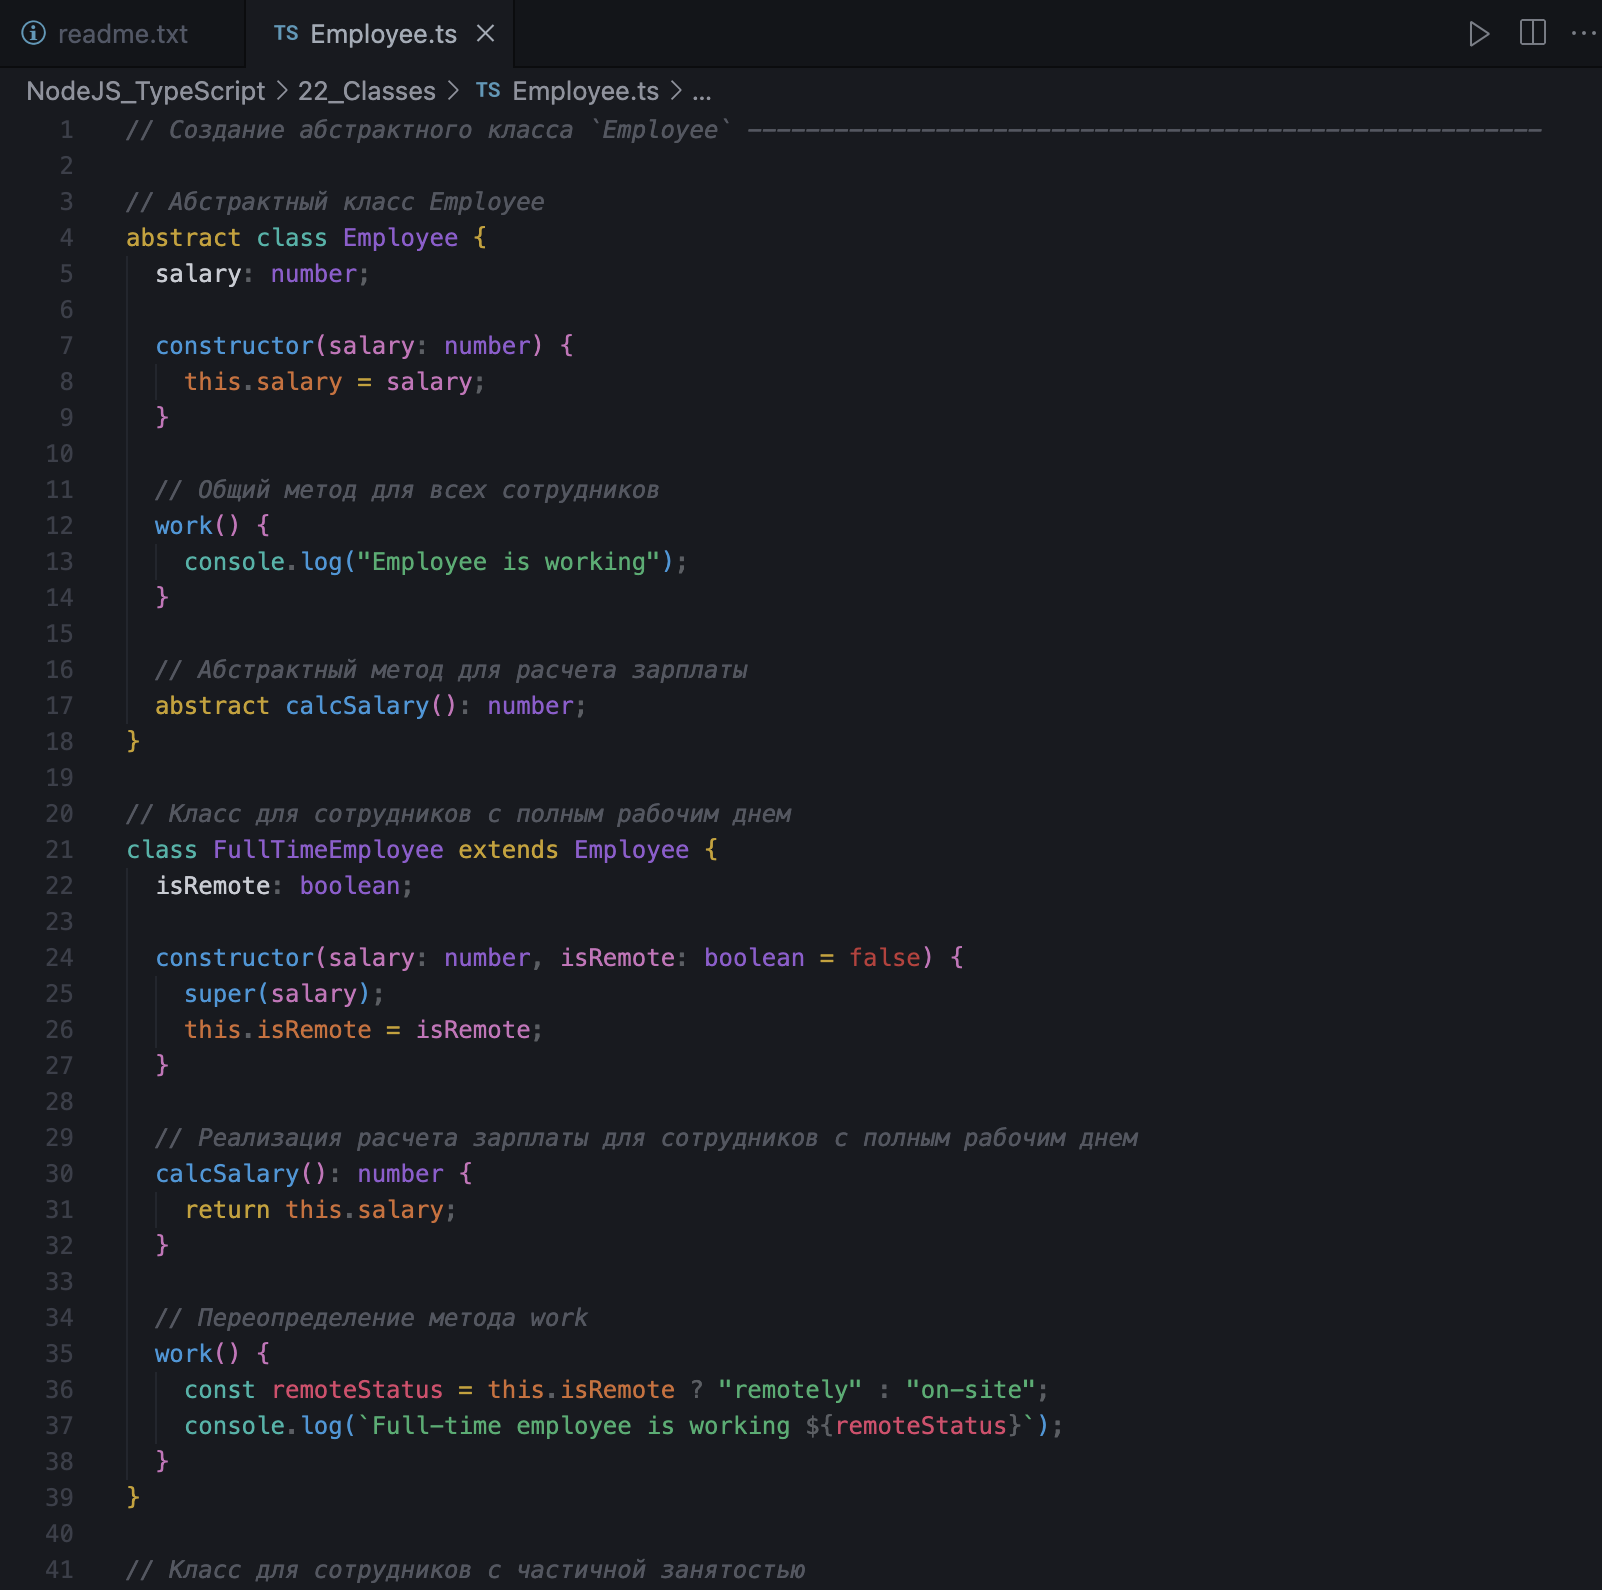 readme.txt
TS Employee.ts
NodeJS_TypeScript > 22_Classes > TS Employee.ts > ...
1 // Создание абстрактного класса `Employee` -------------------------------------------------------
2
3 // Абстрактный класс Employee
4 abstract class Employee {
5   salary: number;
6
7   constructor(salary: number) {
8     this.salary = salary;
9   }
10
11   // Общий метод для всех сотрудников
12   work() {
13     console.log("Employee is working");
14   }
15
16   // Абстрактный метод для расчета зарплаты
17   abstract calcSalary(): number;
18 }
19
20 // Класс для сотрудников с полным рабочим днем
21 class FullTimeEmployee extends Employee {
22   isRemote: boolean;
23
24   constructor(salary: number, isRemote: boolean = false) {
25     super(salary);
26     this.isRemote = isRemote;
27   }
28
29   // Реализация расчета зарплаты для сотрудников с полным рабочим днем
30   calcSalary(): number {
31     return this.salary;
32   }
33
34   // Переопределение метода work
35   work() {
36     const remoteStatus = this.isRemote ? "remotely" : "on-site";
37     console.log(`Full-time employee is working ${remoteStatus}`);
38   }
39 }
40
41 // Класс для сотрудников с частичной занятостью